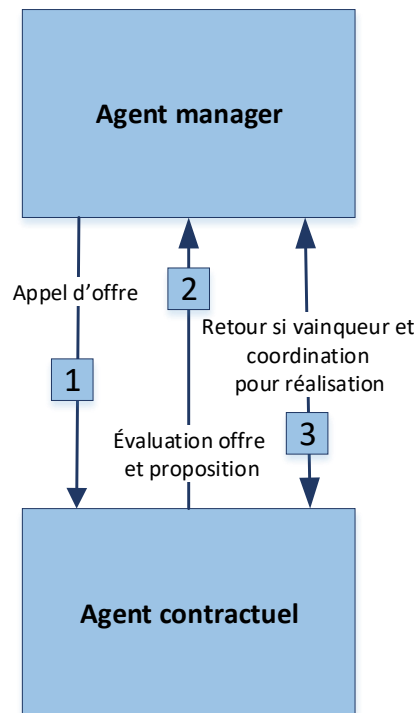 Agent manager
Appel d’offre
1
2
Retour si vainqueur et
coordination
pour réalisation
Évaluation offre
et proposition
3
Agent contractuel